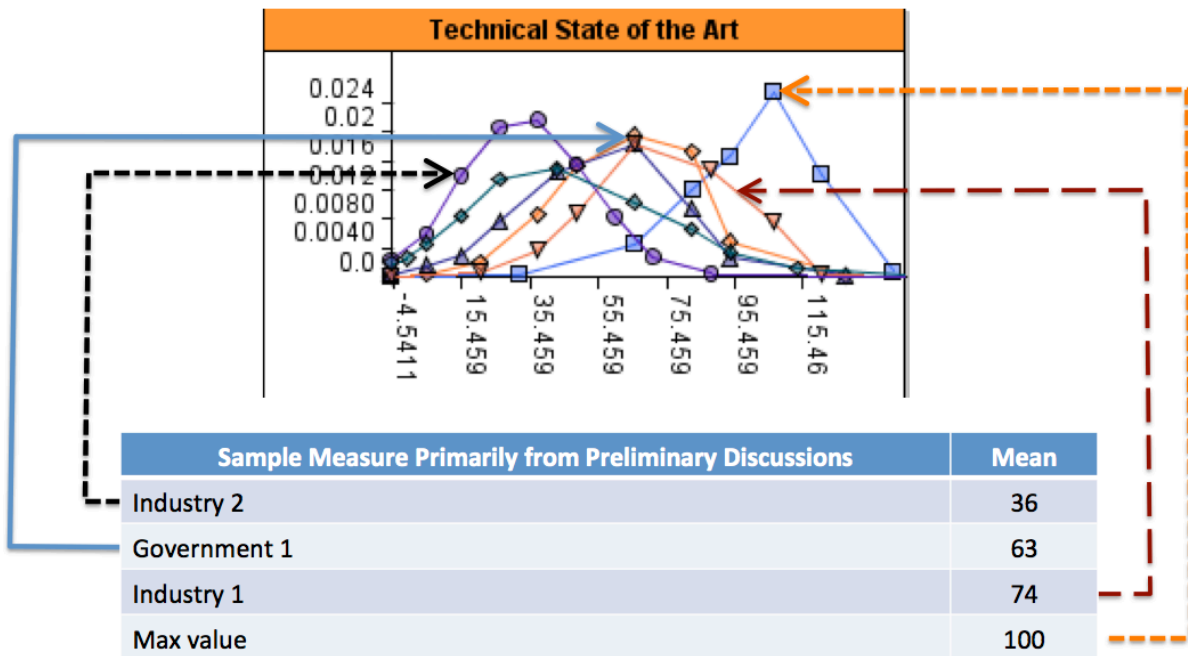 Technical State of the Art
0.024
0.02
0.016
0.012
0.0080
0.0040
0.0
-4.5411
15.459
35.459
55.459
75.459
95.459
115.46
Sample Measure Primarily from Preliminary Discussions Mean
Industry 2 36
Government 1 63
Industry 1 74
Max value 100